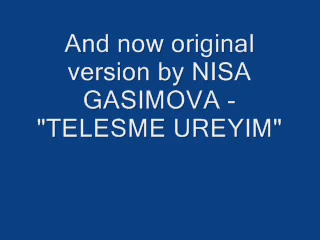 And now original
version by NISA
GASIMOVA -
"TELESME UREYIM"